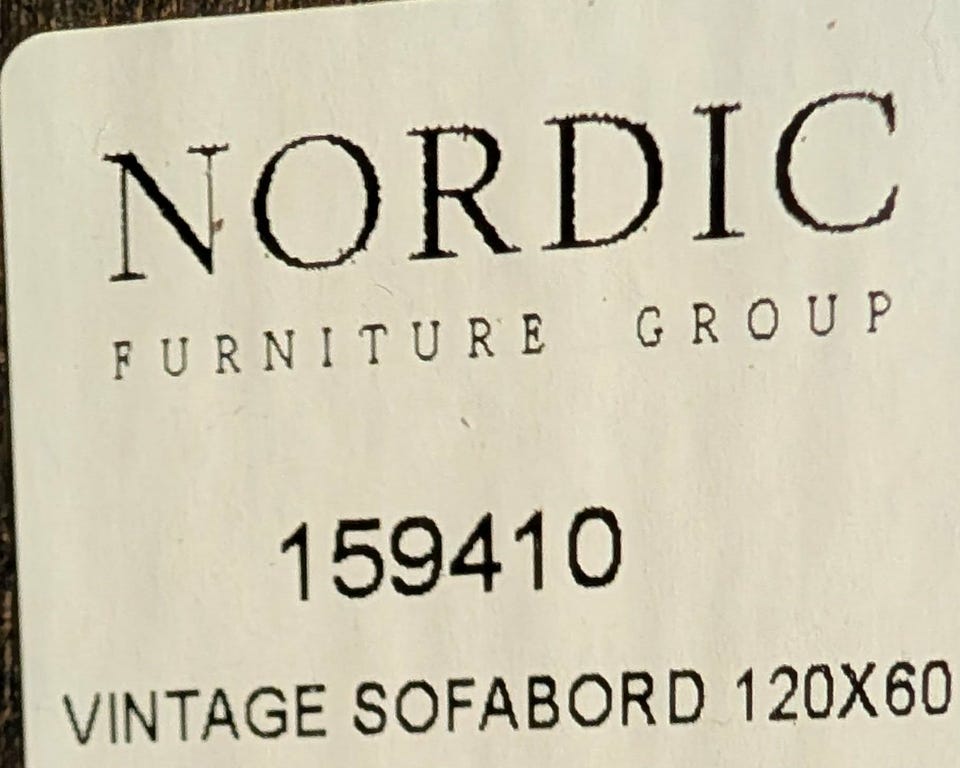 NORDIC
FURNITURE GROUP
159410
VINTAGE SOFABORD 120X60